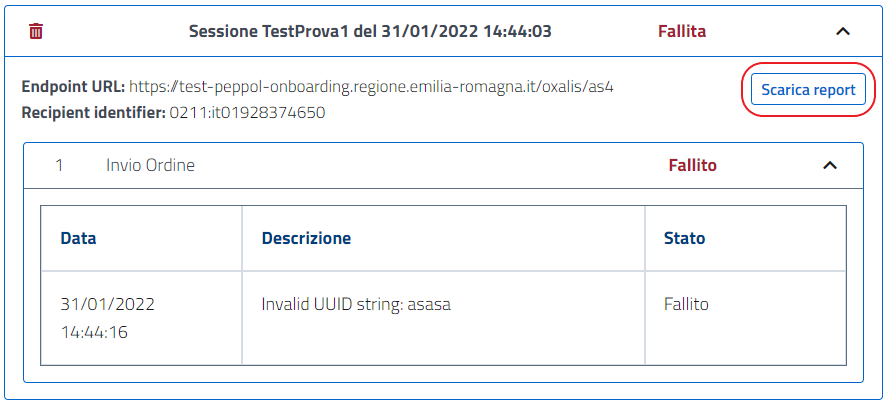 Sessione TestProva1 del 31/01/2022 14:44:03 Fallita
Endpoint URL: https://test-peppol-onboarding.regione.emilia-romagna.it/oxalis/as4
Scarica report
Recipient identifier: 0211:it01928374650
1 Invio Ordine Fallito
Data Descrizione Stato
31/01/2022 Invalid UUID string: asasa Fallito
14:44:16